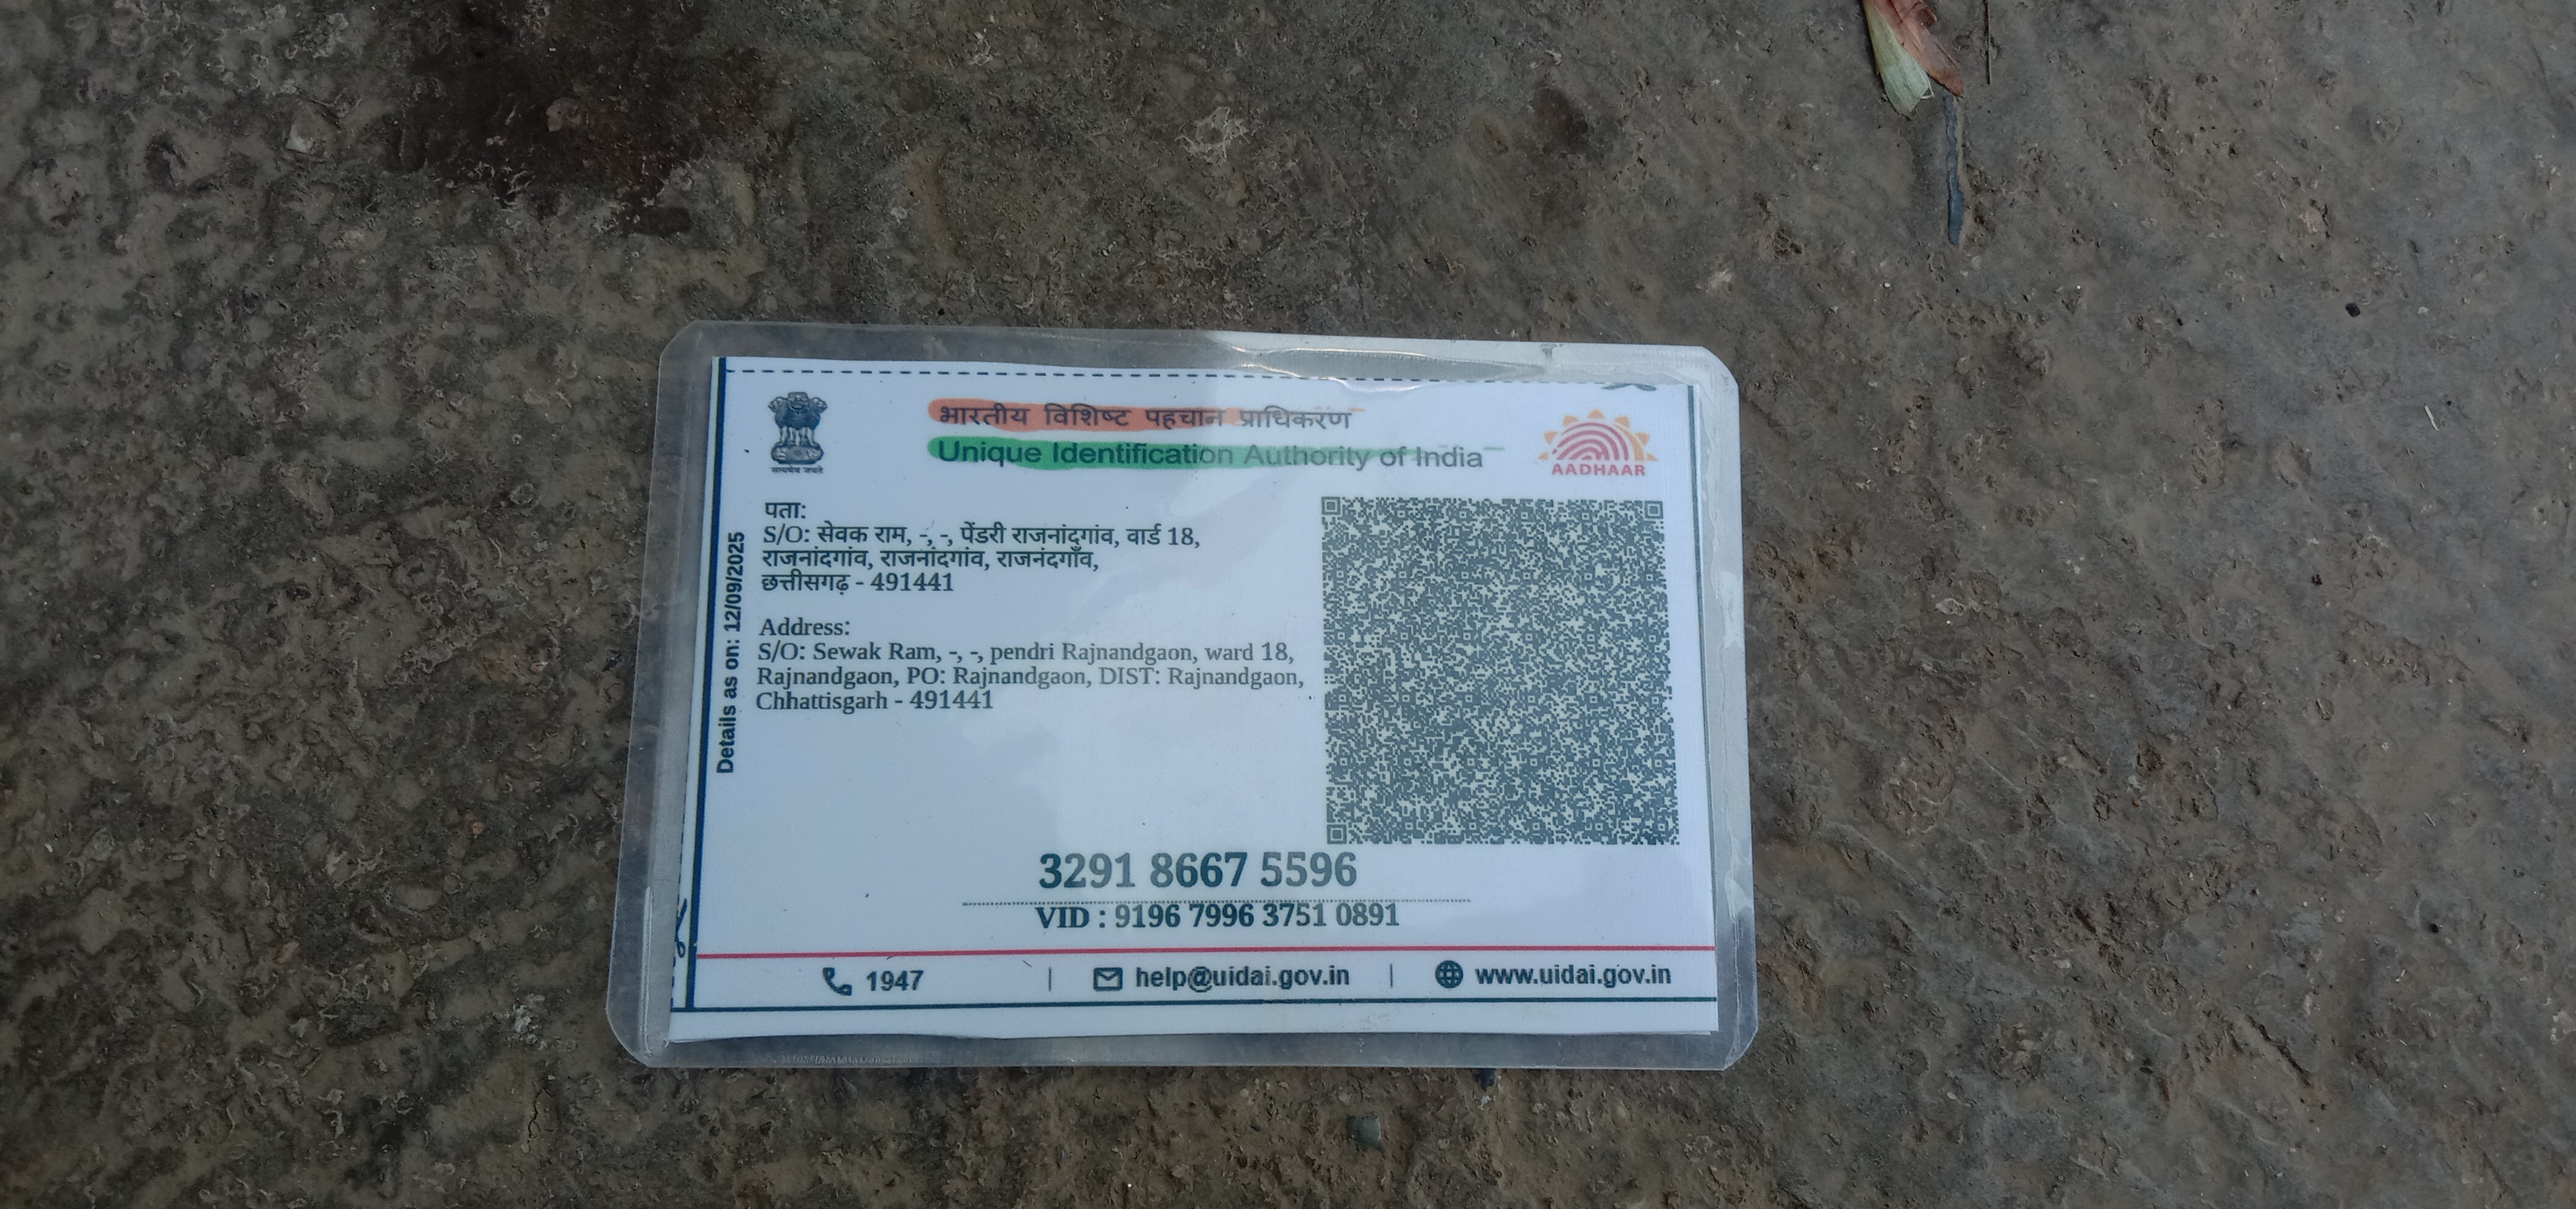 भारतीय विशिष्ट पहचान प्राधिकरण
Unique Identification Authority of India
सत्यमेव जयते
AADHAAR
Details as on: 12/09/2025
पता:
S/O: सेवक राम, -, -, पेंडरी राजनांदगांव, वार्ड 18,
राजनांदगांव, राजनांदगांव, राजनंदगाँव,
छत्तीसगढ़ - 491441
Address:
S/O: Sewak Ram, -, -, pendri Rajnandgaon, ward 18,
Rajnandgaon, PO: Rajnandgaon, DIST: Rajnandgaon,
Chhattisgarh - 491441
3291 8667 5596
VID : 9196 7996 3751 0891
1947 | help@uidai.gov.in | www.uidai.gov.in